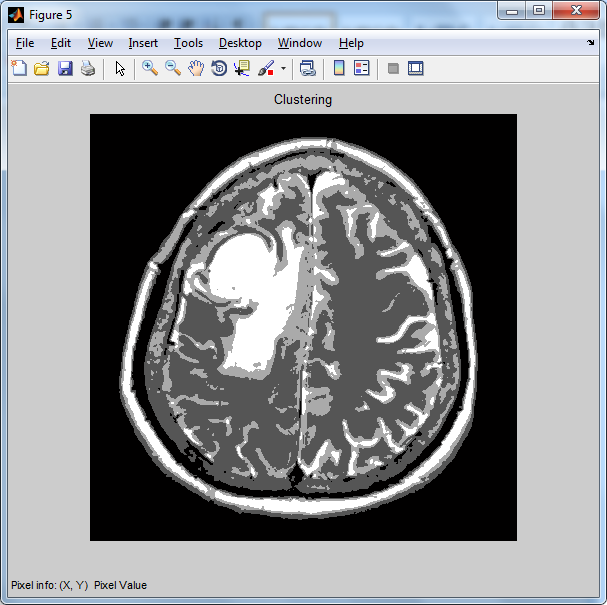 Figure 5
File Edit View Insert Tools Desktop Window Help
Clustering
Pixel info: (X, Y) Pixel Value